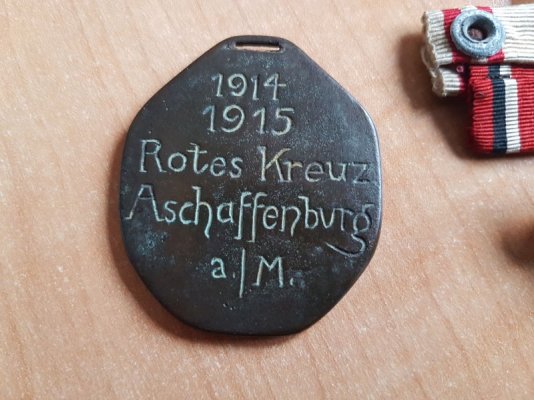 1914
1915
Rotes Kreuz
Aschaffenburg
a./M.